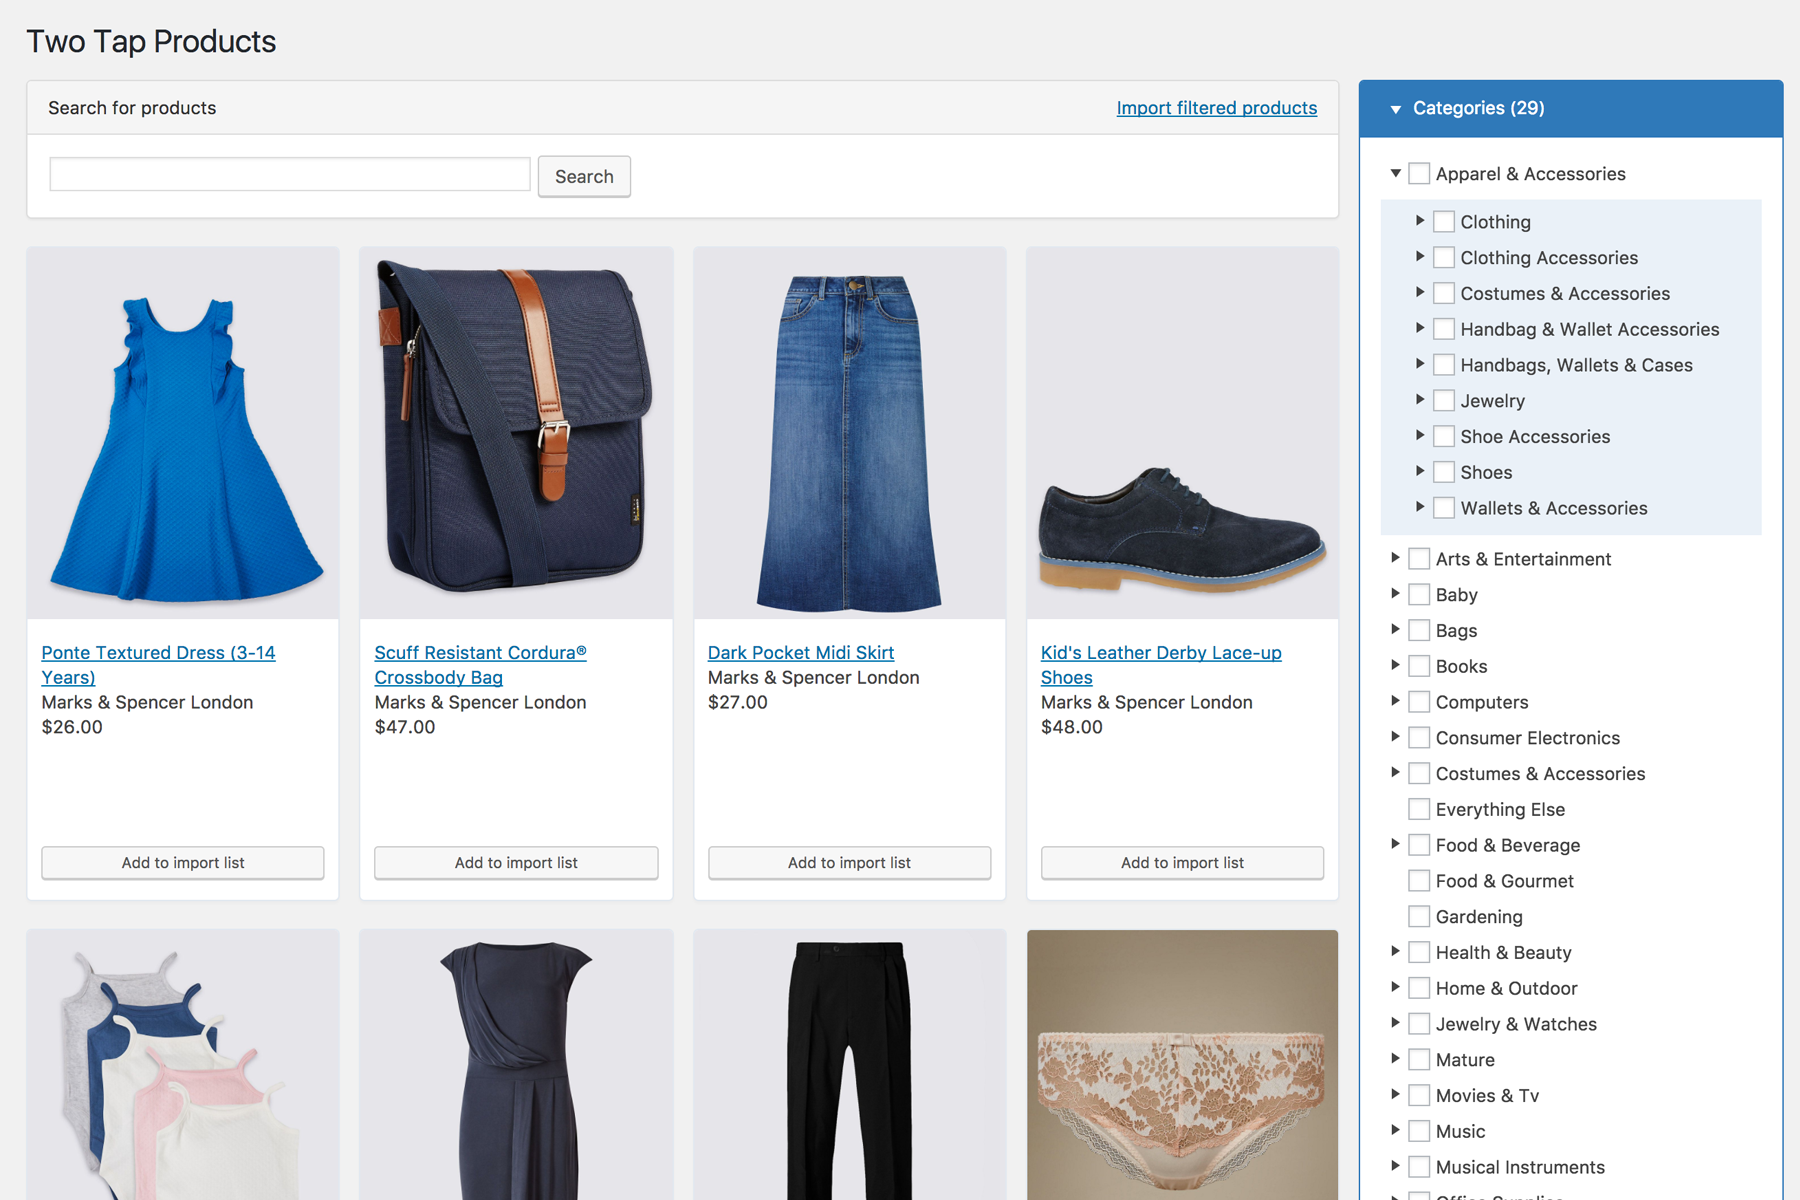 Two Tap Products
Search for products
Import filtered products
Search
Ponte Textured Dress (3-14
Years)
Marks & Spencer London
$26.00
Add to import list
Scuff Resistant Cordura®
Crossbody Bag
Marks & Spencer London
$47.00
Add to import list
Dark Pocket Midi Skirt
Marks & Spencer London
$27.00
Add to import list
Kid's Leather Derby Lace-up
Shoes
Marks & Spencer London
$48.00
Add to import list
Categories (29)
Apparel & Accessories
Clothing
Clothing Accessories
Costumes & Accessories
Handbag & Wallet Accessories
Handbags, Wallets & Cases
Jewelry
Shoe Accessories
Shoes
Wallets & Accessories
Arts & Entertainment
Baby
Bags
Books
Computers
Consumer Electronics
Costumes & Accessories
Everything Else
Food & Beverage
Food & Gourmet
Gardening
Health & Beauty
Home & Outdoor
Jewelry & Watches
Mature
Movies & Tv
Music
Musical Instruments
Office Supplies